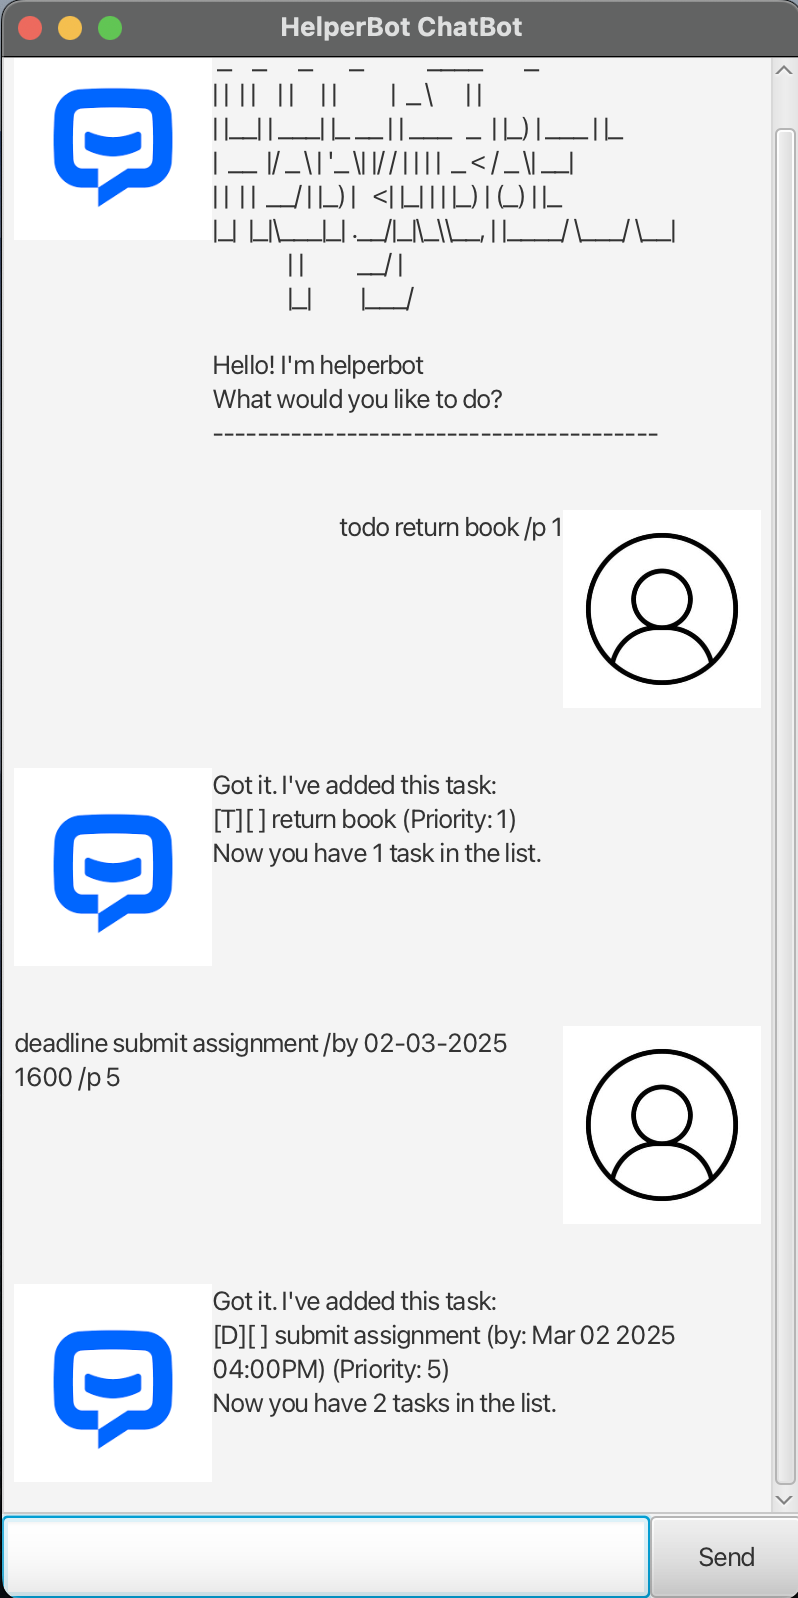 HelperBot ChatBot
 _    _      _       _            ____        _
| | | |    | |     | |          |  _ \      | |
| |__| | ___| |_ __ | | ___   _  | |_) | ___ | |_
|  __  |/ _ \ | '_ \| |/ / | | | |  _ < / _ \| __|
| |  | |  __/ | |_) |   <| |_| | | |_) | (_) | |_
|_|  |_|\___|_| .__/|_|\_\\__, | |____/ \___/ \__|
              | |          __/ |
              |_|         |___/
Hello! I'm helperbot
What would you like to do?
----------------------------------------
todo return book /p 1
Got it. I've added this task:
[T][ ] return book (Priority: 1)
Now you have 1 task in the list.
deadline submit assignment /by 02-03-2025
1600 /p 5
Got it. I've added this task:
[D][ ] submit assignment (by: Mar 02 2025
04:00PM) (Priority: 5)
Now you have 2 tasks in the list.
Send